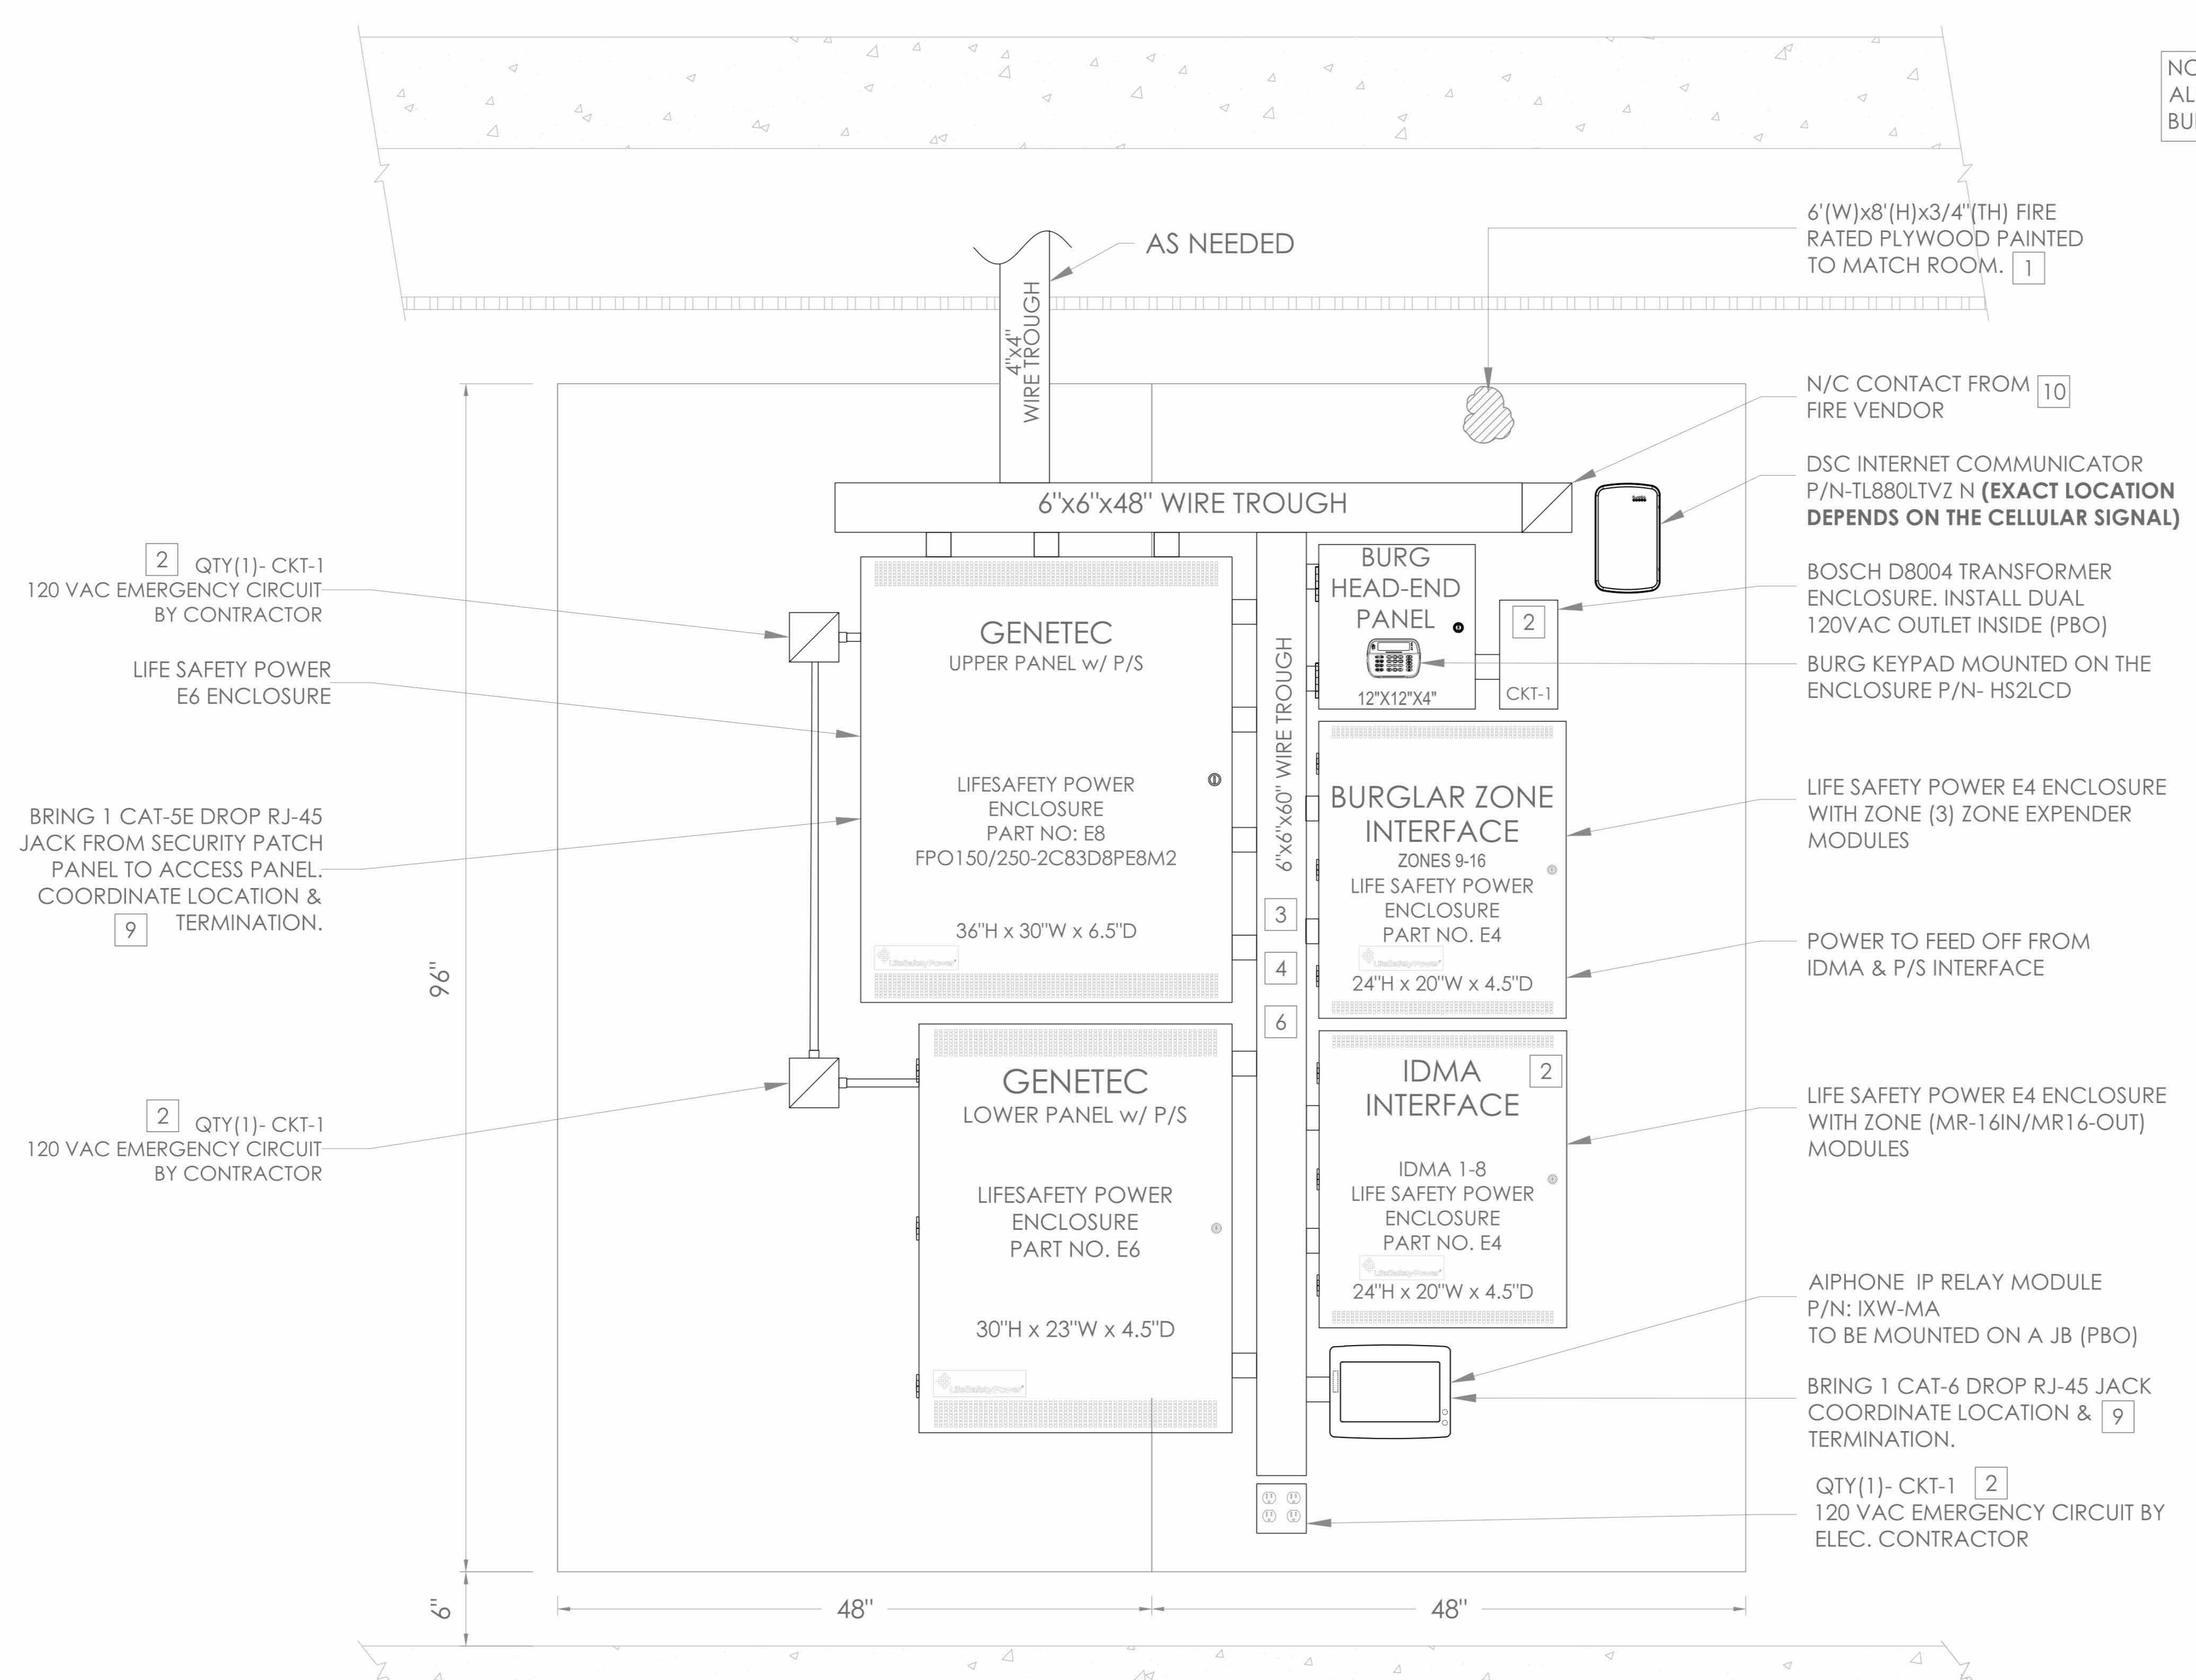 NO
AL
BU
6'(W)x8'(H)x3/4"(TH) FIRE
RATED PLYWOOD PAINTED
TO MATCH ROOM. 1
AS NEEDED
4"x4"
WIRE TROUGH
N/C CONTACT FROM 10
FIRE VENDOR
DSC INTERNET COMMUNICATOR
P/N-TL880LTVZ N (EXACT LOCATION
DEPENDS ON THE CELLULAR SIGNAL)
6"x6"x48" WIRE TROUGH
2 QTY(1)- CKT-1
120 VAC EMERGENCY CIRCUIT
BY CONTRACTOR
LIFE SAFETY POWER
E6 ENCLOSURE
BRING 1 CAT-5E DROP RJ-45
JACK FROM SECURITY PATCH
PANEL TO ACCESS PANEL.
COORDINATE LOCATION &
9 TERMINATION.
2 QTY(1)- CKT-1
120 VAC EMERGENCY CIRCUIT
BY CONTRACTOR
96"
6"
GENETEC
UPPER PANEL w/ P/S
LIFESAFETY POWER
ENCLOSURE
PART NO: E8
FPO150/250-2C83D8PE8M2
36"H x 30"W x 6.5"D
LifeSafetyPower
GENETEC
LOWER PANEL w/ P/S
LIFESAFETY POWER
ENCLOSURE
PART NO. E6
30"H x 23"W x 4.5"D
LifeSafetyPower
6"x6"x60" WIRE TROUGH
3
4
6
BURG
HEAD-END
PANEL
12"X12"X4"
2
CKT-1
BURGLAR ZONE
INTERFACE
ZONES 9-16
LIFE SAFETY POWER
ENCLOSURE
PART NO. E4
LifeSafetyPower
24"H x 20"W x 4.5"D
IDMA 2
INTERFACE
IDMA 1-8
LIFE SAFETY POWER
ENCLOSURE
PART NO. E4
LifeSafetyPower
24"H x 20"W x 4.5"D
BOSCH D8004 TRANSFORMER
ENCLOSURE. INSTALL DUAL
120VAC OUTLET INSIDE (PBO)
BURG KEYPAD MOUNTED ON THE
ENCLOSURE P/N- HS2LCD
LIFE SAFETY POWER E4 ENCLOSURE
WITH ZONE (3) ZONE EXPENDER
MODULES
POWER TO FEED OFF FROM
IDMA & P/S INTERFACE
LIFE SAFETY POWER E4 ENCLOSURE
WITH ZONE (MR-16IN/MR16-OUT)
MODULES
AIPHONE IP RELAY MODULE
P/N: IXW-MA
TO BE MOUNTED ON A JB (PBO)
BRING 1 CAT-6 DROP RJ-45 JACK
COORDINATE LOCATION & 9
TERMINATION.
QTY(1)- CKT-1 2
120 VAC EMERGENCY CIRCUIT BY
ELEC. CONTRACTOR
48"
48"